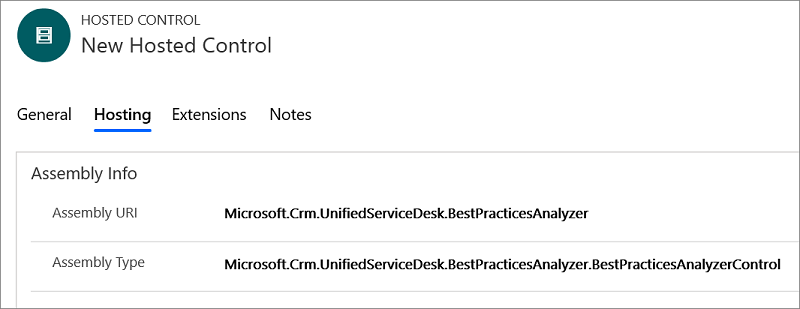 HOSTED CONTROL
New Hosted Control
General Hosting Extensions Notes
Assembly Info
Assembly URI Microsoft.Crm.UnifiedServiceDesk.BestPracticesAnalyzer
Assembly Type Microsoft.Crm.UnifiedServiceDesk.BestPracticesAnalyzer.BestPracticesAnalyzerControl